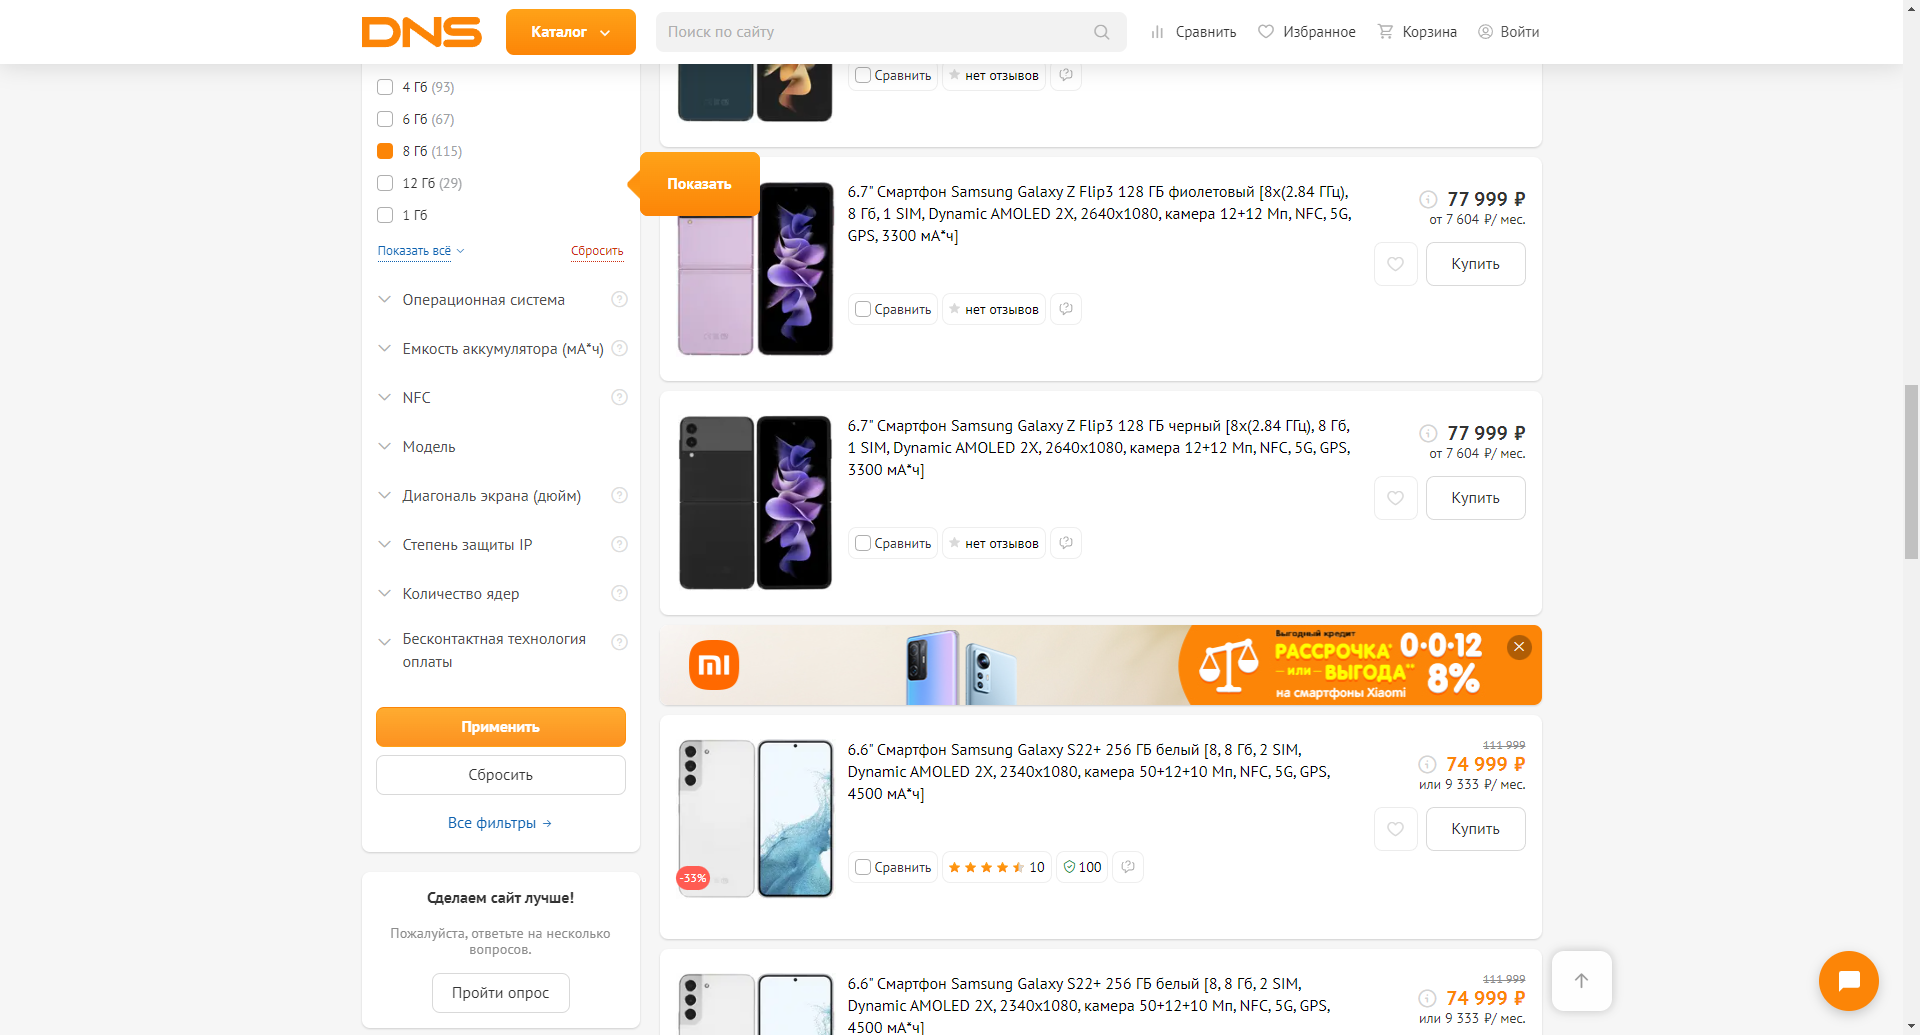 DNS
Каталог
Поиск по сайту
Сравнить
Избранное
Корзина
Войти
4 Гб (93)
6 Гб (67)
8 Гб (115)
12 Гб (29)
1 Гб
Показать всё
Сбросить
Показать
Операционная система
Емкость аккумулятора (мА*ч)
NFC
Модель
Диагональ экрана (дюйм)
Степень защиты IP
Количество ядер
Бесконтактная технология
оплаты
Применить
Сбросить
Все фильтры →
Сделаем сайт лучше!
Пожалуйста, ответьте на несколько
вопросов.
Пройти опрос
Сравнить
нет отзывов
6.7" Смартфон Samsung Galaxy Z Flip3 128 ГБ фиолетовый [8x(2.84 ГГц),
8 Гб, 1 SIM, Dynamic AMOLED 2X, 2640x1080, камера 12+12 Мп, NFC, 5G,
GPS, 3300 мА*ч]
77 999 ₽
от 7 604 ₽/ мес.
Купить
Сравнить
нет отзывов
6.7" Смартфон Samsung Galaxy Z Flip3 128 ГБ черный [8x(2.84 ГГц), 8 Гб,
1 SIM, Dynamic AMOLED 2X, 2640x1080, камера 12+12 Мп, NFC, 5G, GPS,
3300 мА*ч]
77 999 ₽
от 7 604 ₽/ мес.
Купить
Сравнить
нет отзывов
mi
Выгодный кредит
РАССРОЧКА* 0·0·12
– или – ВЫГОДА** 8%
на смартфоны Xiaomi
6.6" Смартфон Samsung Galaxy S22+ 256 ГБ белый [8, 8 Гб, 2 SIM,
Dynamic AMOLED 2X, 2340x1080, камера 50+12+10 Мп, NFC, 5G, GPS,
4500 мА*ч]
111 999
74 999 ₽
или 9 333 ₽/ мес.
Купить
-33%
Сравнить
10
100
6.6" Смартфон Samsung Galaxy S22+ 256 ГБ белый [8, 8 Гб, 2 SIM,
Dynamic AMOLED 2X, 2340x1080, камера 50+12+10 Мп, NFC, 5G, GPS,
4500 мА*ч]
111 999
74 999 ₽
или 9 333 ₽/ мес.